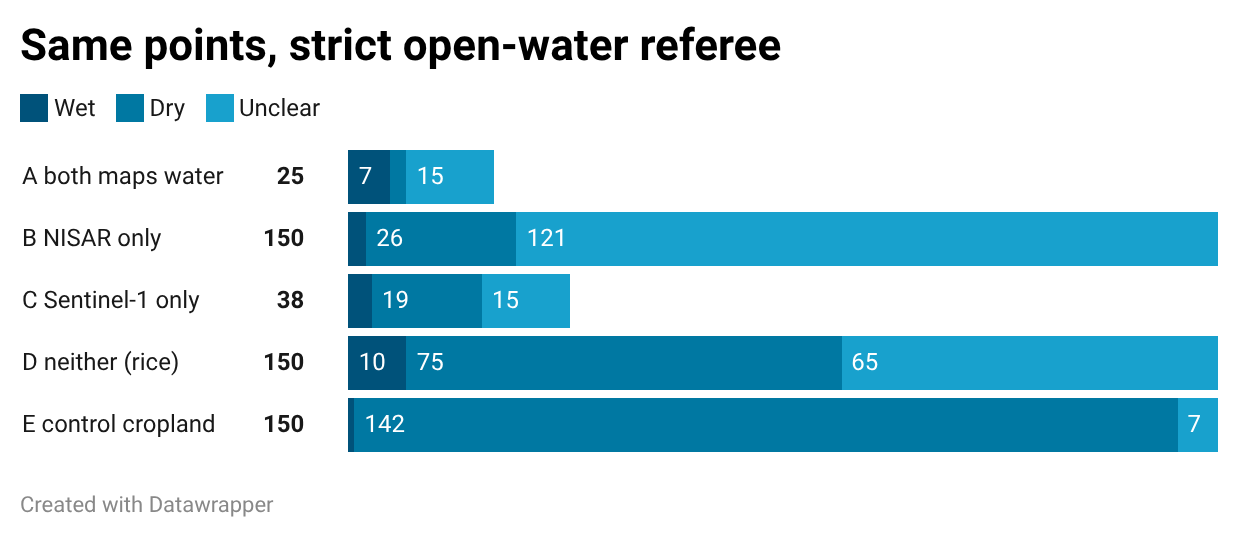 Same points, strict open-water referee
Wet Dry Unclear
A both maps water 25 7 15
B NISAR only 150 26 121
C Sentinel-1 only 38 19 15
D neither (rice) 150 10 75 65
E control cropland 150 142 7
Created with Datawrapper